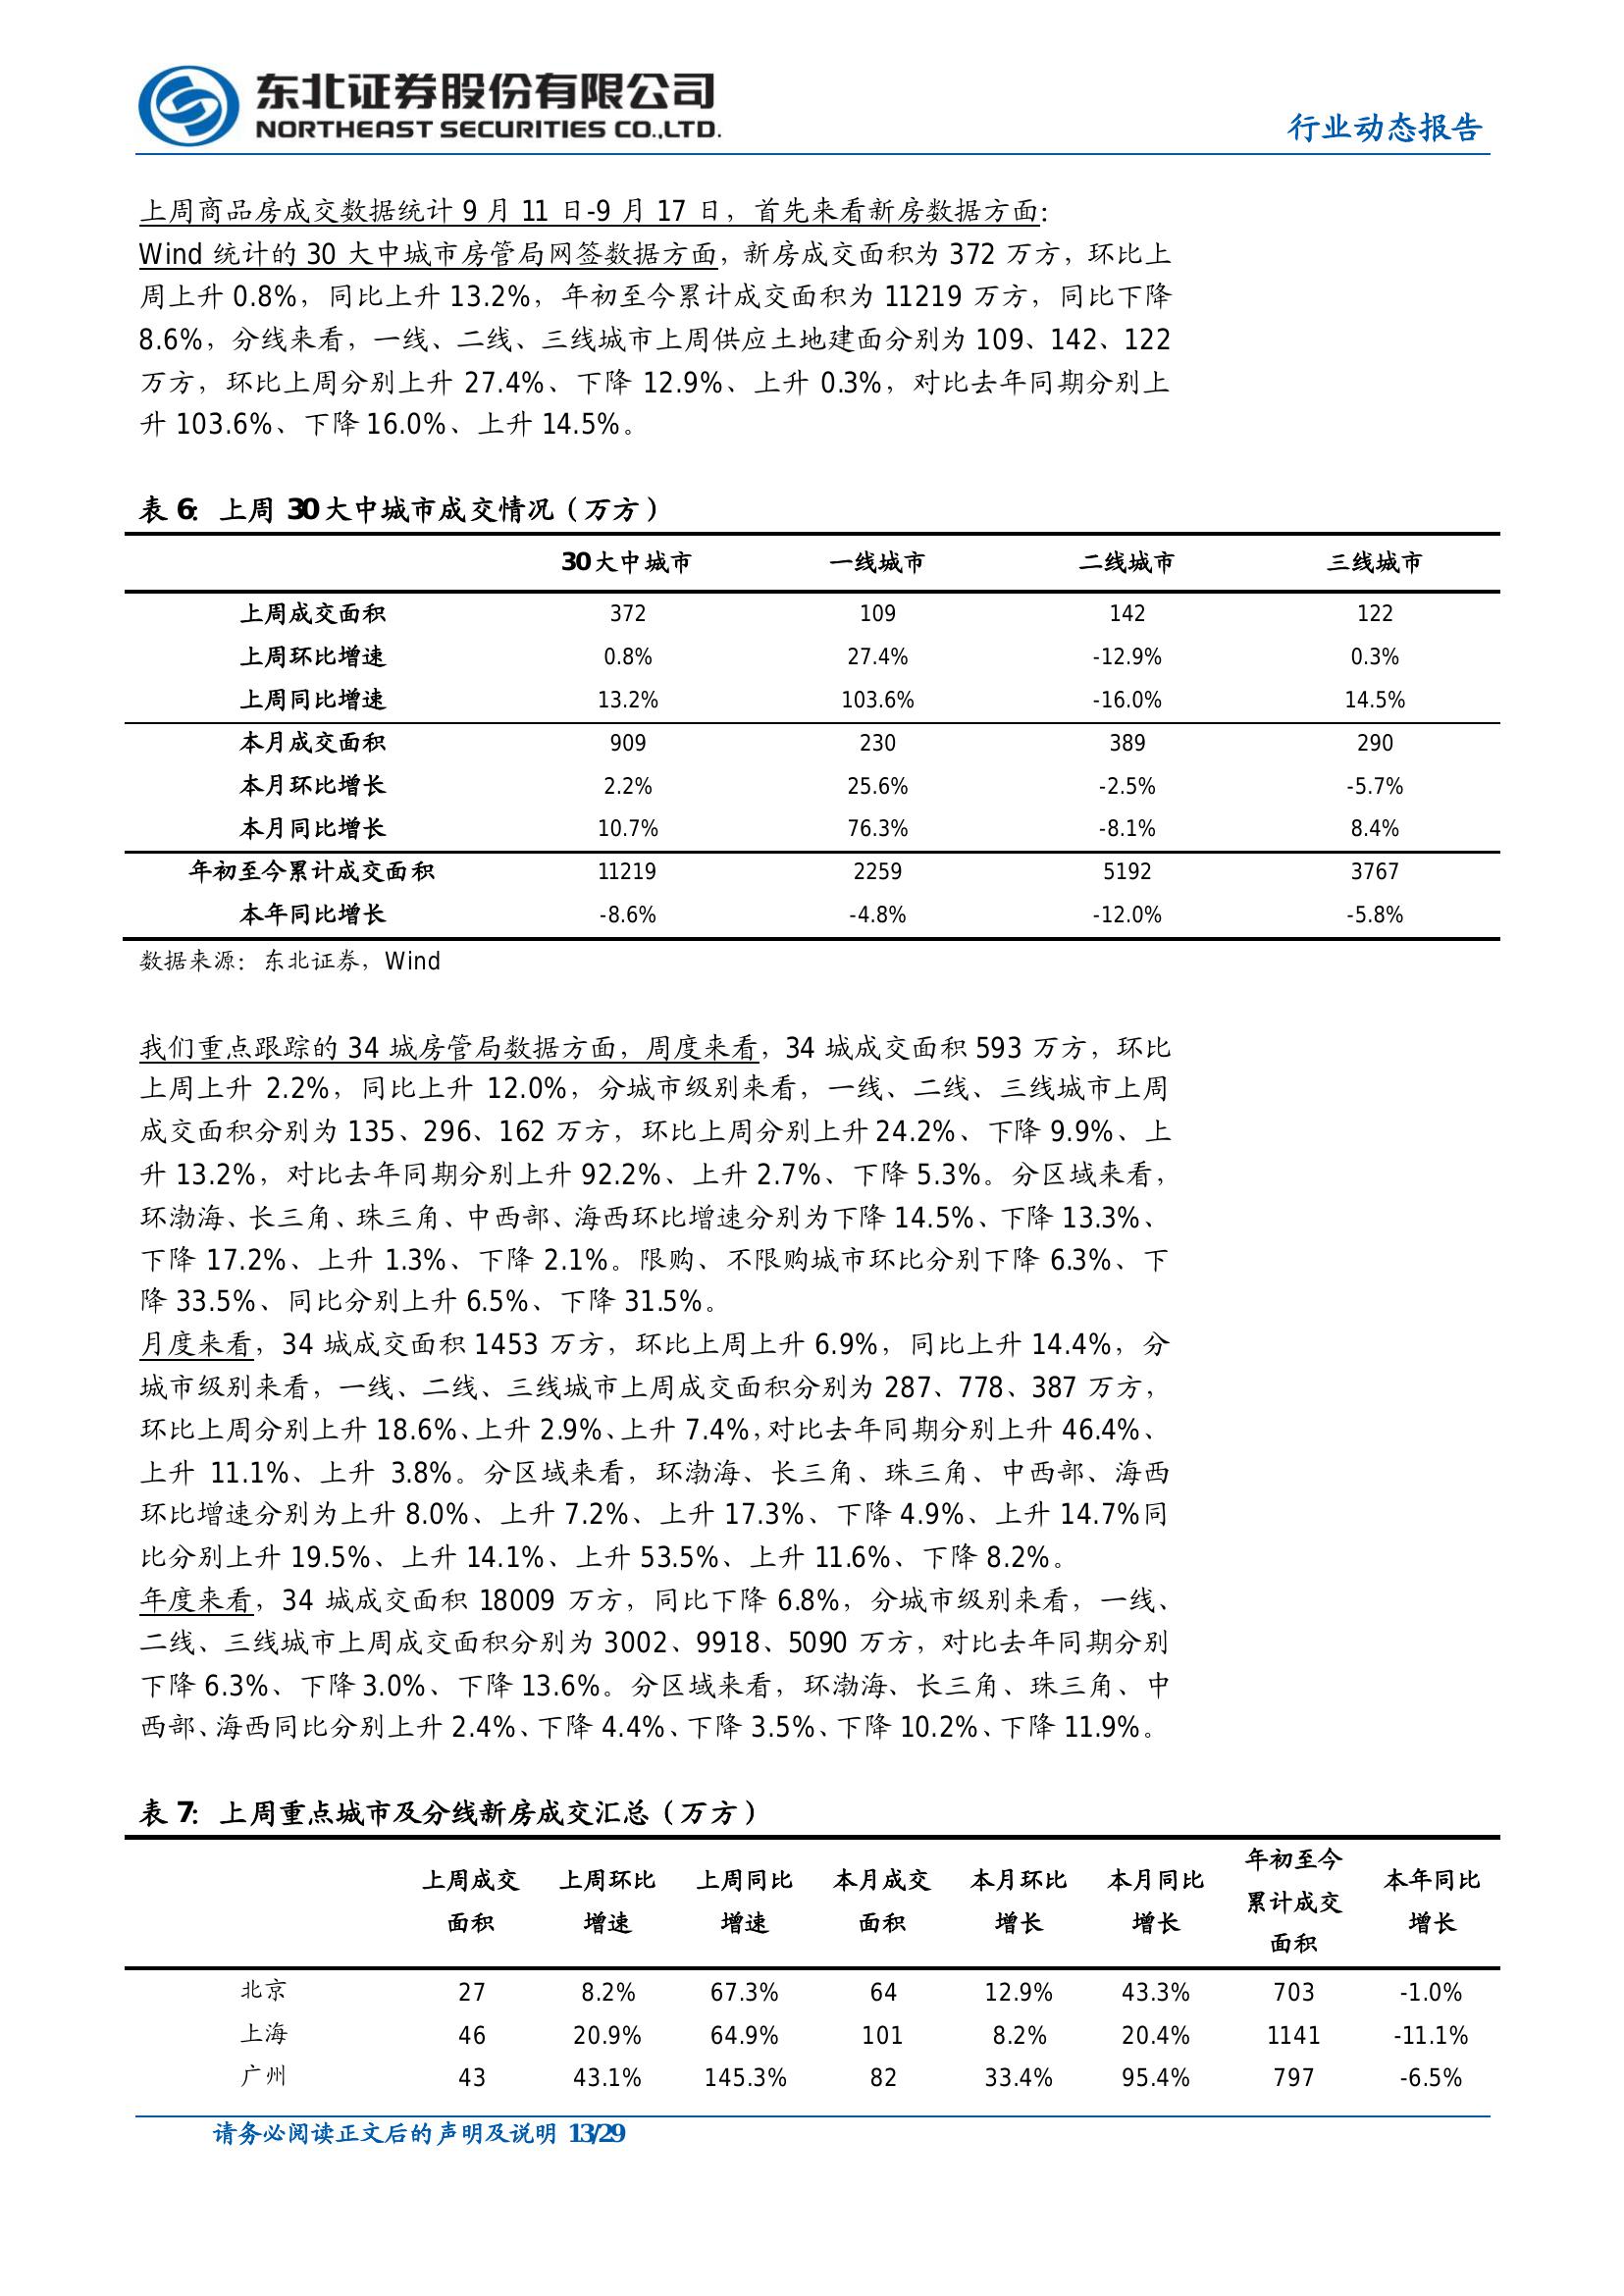 东北证券股份有限公司
NORTHEAST SECURITIES CO.,LTD.
行业动态报告
上周商品房成交数据统计 9 月 11 日-9 月 17 日，首先来看新房数据方面：
Wind 统计的 30 大中城市房管局网签数据方面，新房成交面积为 372 万方，环比上
周上升 0.8%，同比上升 13.2%，年初至今累计成交面积为 11219 万方，同比下降
8.6%，分线来看，一线、二线、三线城市上周供应土地建面分别为 109、142、122
万方，环比上周分别上升 27.4%、下降 12.9%、上升 0.3%，对比去年同期分别上
升 103.6%、下降 16.0%、上升 14.5%。
表 6：上周 30 大中城市成交情况（万方）
30 大中城市 一线城市 二线城市 三线城市
上周成交面积 372 109 142 122
上周环比增速 0.8% 27.4% -12.9% 0.3%
上周同比增速 13.2% 103.6% -16.0% 14.5%
本月成交面积 909 230 389 290
本月环比增长 2.2% 25.6% -2.5% -5.7%
本月同比增长 10.7% 76.3% -8.1% 8.4%
年初至今累计成交面积 11219 2259 5192 3767
本年同比增长 -8.6% -4.8% -12.0% -5.8%
数据来源：东北证券，Wind
我们重点跟踪的 34 城房管局数据方面，周度来看，34 城成交面积 593 万方，环比
上周上升 2.2%，同比上升 12.0%，分城市级别来看，一线、二线、三线城市上周
成交面积分别为 135、296、162 万方，环比上周分别上升 24.2%、下降 9.9%、上
升 13.2%，对比去年同期分别上升 92.2%、上升 2.7%、下降 5.3%。分区域来看，
环渤海、长三角、珠三角、中西部、海西环比增速分别为下降 14.5%、下降 13.3%、
下降 17.2%、上升 1.3%、下降 2.1%。限购、不限购城市环比分别下降 6.3%、下
降 33.5%、同比分别上升 6.5%、下降 31.5%。
月度来看，34 城成交面积 1453 万方，环比上周上升 6.9%，同比上升 14.4%，分
城市级别来看，一线、二线、三线城市上周成交面积分别为 287、778、387 万方，
环比上周分别上升 18.6%、上升 2.9%、上升 7.4%，对比去年同期分别上升 46.4%、
上升 11.1%、上升 3.8%。分区域来看，环渤海、长三角、珠三角、中西部、海西
环比增速分别为上升 8.0%、上升 7.2%、上升 17.3%、下降 4.9%、上升 14.7%同
比分别上升 19.5%、上升 14.1%、上升 53.5%、上升 11.6%、下降 8.2%。
年度来看，34 城成交面积 18009 万方，同比下降 6.8%，分城市级别来看，一线、
二线、三线城市上周成交面积分别为 3002、9918、5090 万方，对比去年同期分别
下降 6.3%、下降 3.0%、下降 13.6%。分区域来看，环渤海、长三角、珠三角、中
西部、海西同比分别上升 2.4%、下降 4.4%、下降 3.5%、下降 10.2%、下降 11.9%。
表 7：上周重点城市及分线新房成交汇总（万方）
上周成交面积 上周环比增速 上周同比增速 本月成交面积 本月环比增长 本月同比增长 年初至今累计成交面积 本年同比增长
北京 27 8.2% 67.3% 64 12.9% 43.3% 703 -1.0%
上海 46 20.9% 64.9% 101 8.2% 20.4% 1141 -11.1%
广州 43 43.1% 145.3% 82 33.4% 95.4% 797 -6.5%
请务必阅读正文后的声明及说明 13/29